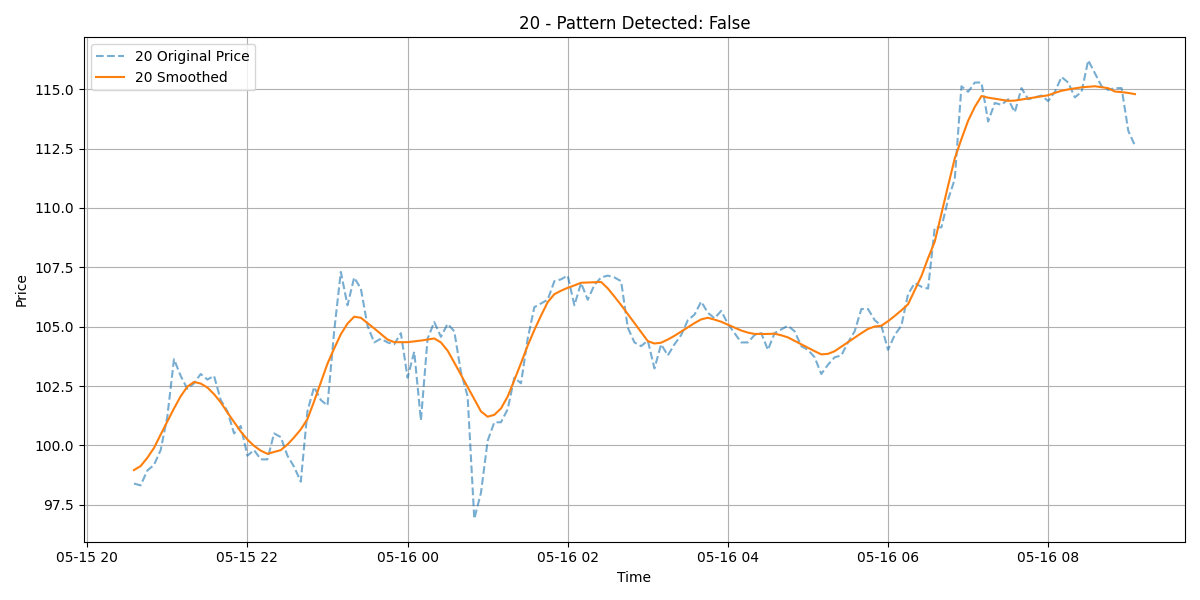 20 - Pattern Detected: False
20 Original Price
20 Smoothed
115.0
112.5
110.0
107.5
105.0
102.5
100.0
97.5
Price
05-15 20 05-15 22 05-16 00 05-16 02 05-16 04 05-16 06 05-16 08
Time